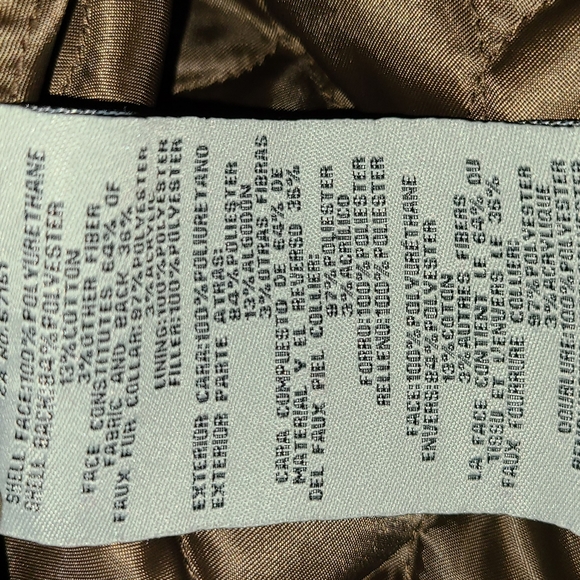 SHELL FACE:100%POLYURETHANE
SHELL BACK:84%POLYESTER
13%COTTON
3%OTHER FIBER
FACE CONSTITUTES 64% OF
FABRIC AN BACK 36%
FAUX FUR COLLAR:97%POLYESTER
3%ACRYLIC
LINING:100%POLYESTER
FILLER:100%POLYESTER
EXTERIOR CARA:100%POLIURETANO
EXTERIOR PARTE ATRAS:
84%POLIESTER
13%ALGODÓN
3%OTRAS FIBRAS
CARA COMPUESTO DE 64% DE
MATERIAL Y EL REVERSO 36%
DEL FAUX PIEL COLLIER:
97%POLIESTER
3%ACRILICO
FORRO:100%POLIESTER
RELLENO:100%POLIESTER
FACE:100%POLYURÉTHANE
ENVERS:84%POLYESTER
13%COTON
3%AUTRES FIBRS
LA FACE CONTIENT LE 64% DU
TISSO ET L'ENVERS LE 36%
FAUX FOURRURE COLLIER:
97%POLYESTER
3%ACRYLIQUE
DOUBLURE:100%POLYESTER